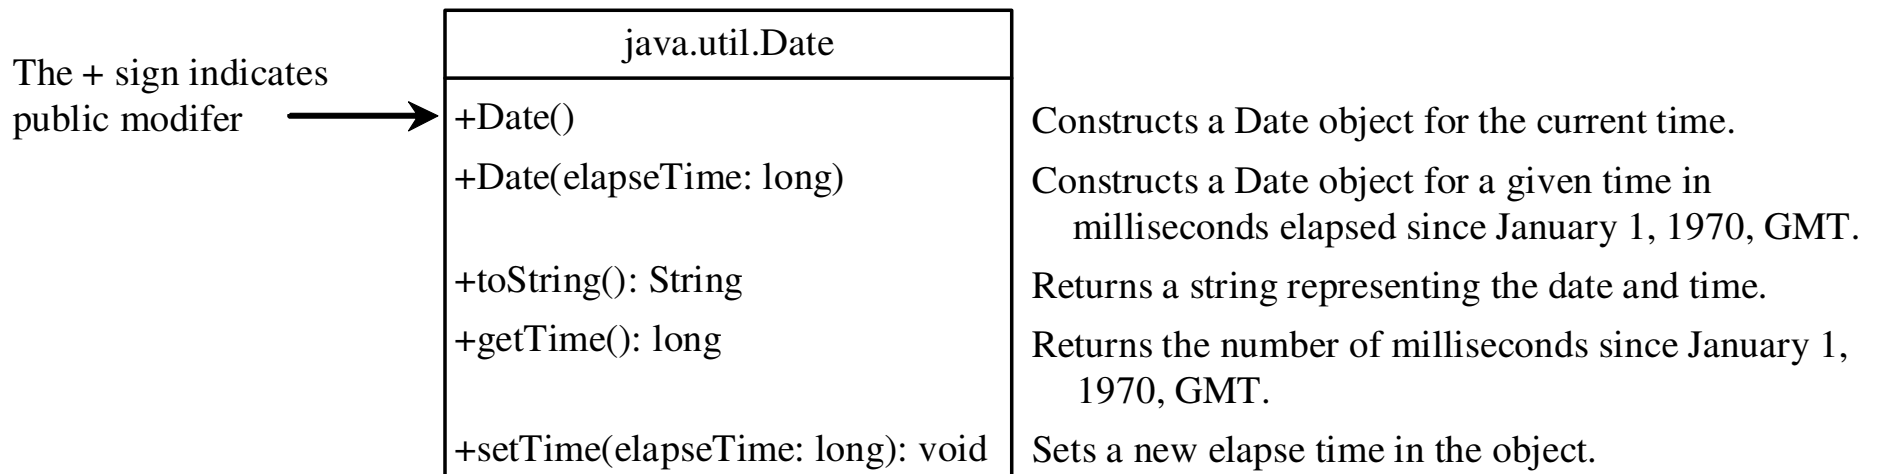 java.util.Date
The + sign indicates
public modifer
+Date()
Constructs a Date object for the current time.
+Date(elapseTime: long)
Constructs a Date object for a given time in
milliseconds elapsed since January 1, 1970, GMT.
+toString(): String
Returns a string representing the date and time.
+getTime(): long
Returns the number of milliseconds since January 1,
1970, GMT.
+setTime(elapseTime: long): void
Sets a new elapse time in the object.